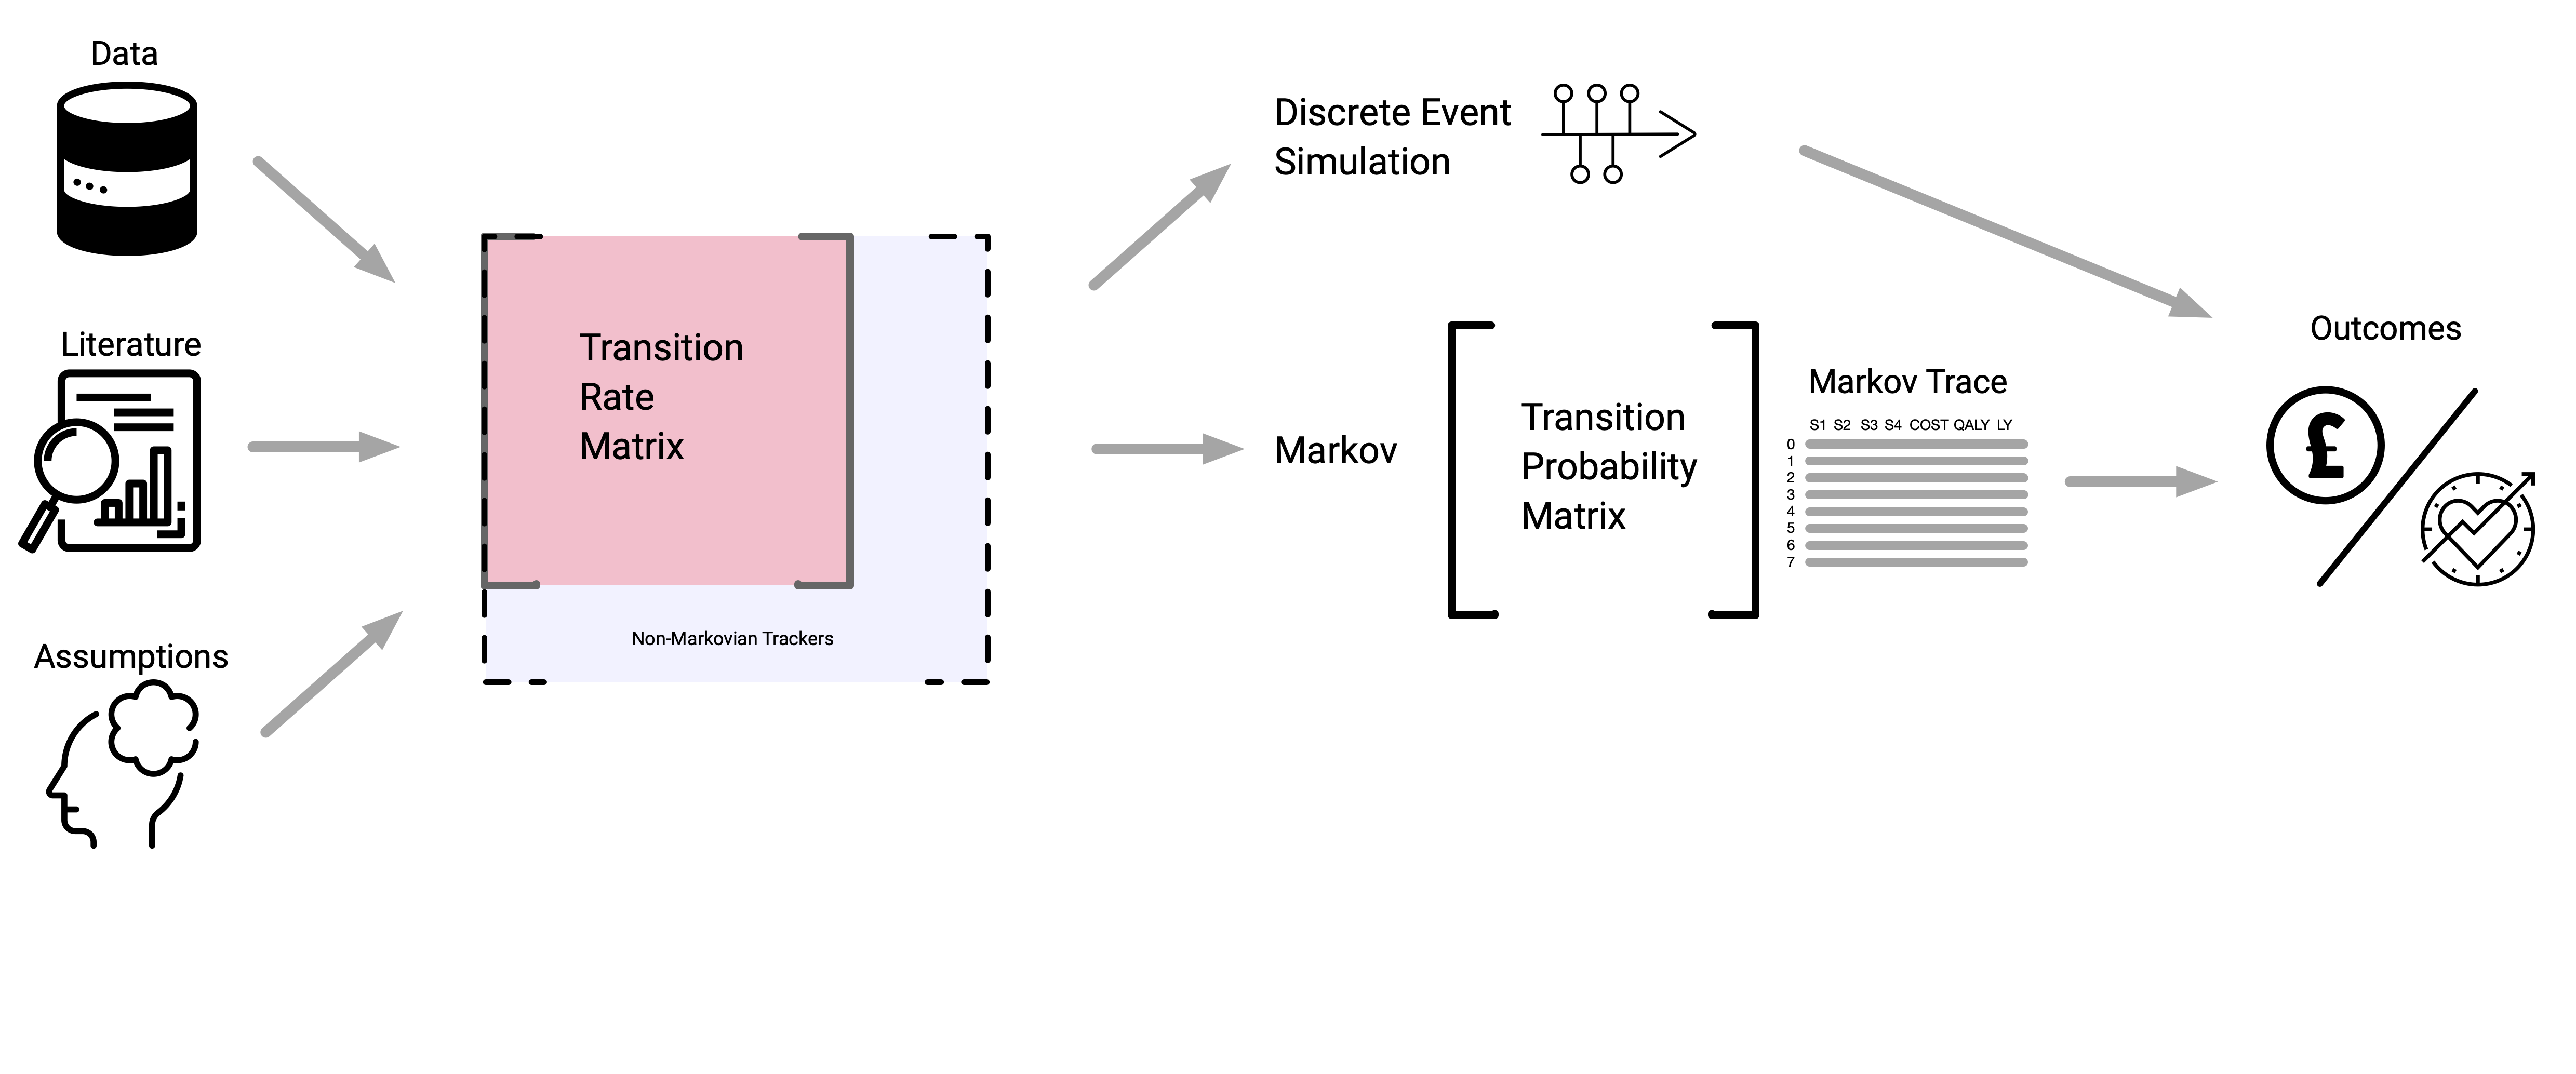 Data
Literature
Assumptions
Transition
Rate
Matrix
Non-Markovian Trackers
Discrete Event
Simulation
Markov
Transition
Probability
Matrix
Markov Trace
S1 S2 S3 S4 COST QALY LY
0
1
2
3
4
5
6
7
Outcomes
£